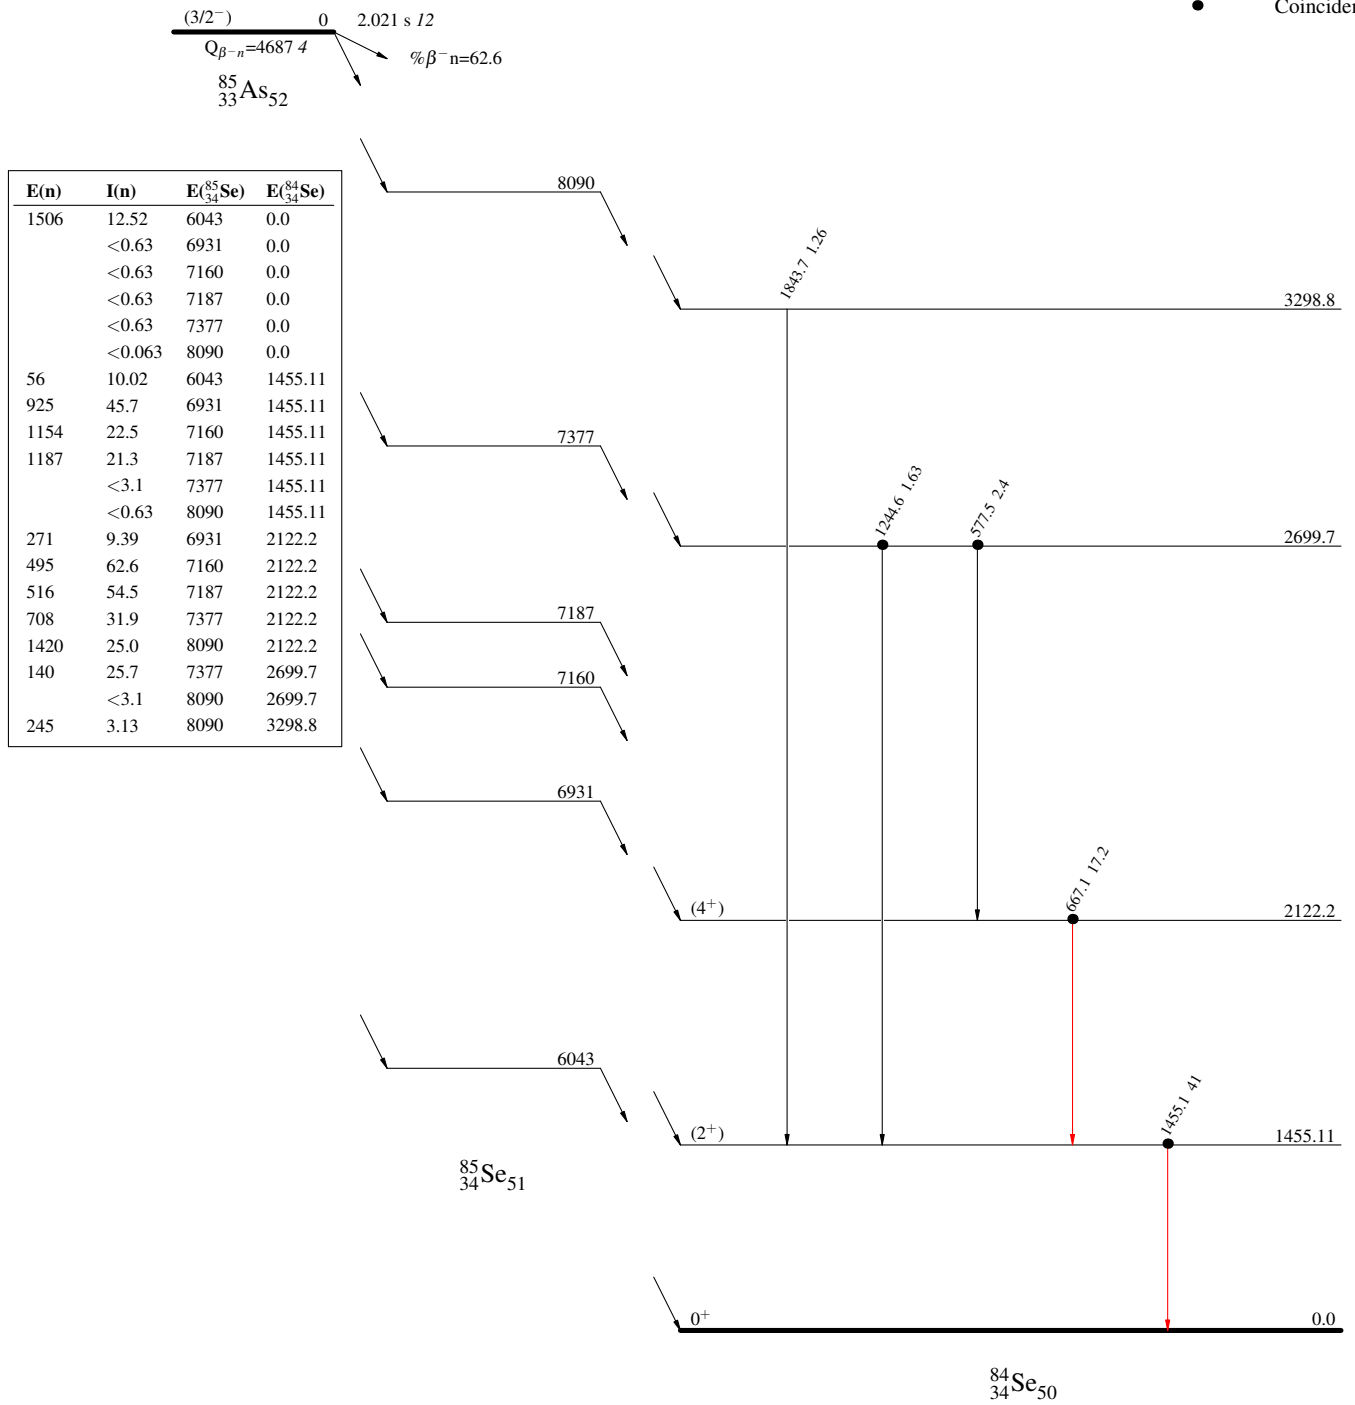 (3/2⁻) 0 2.021 s 12
Qβ⁻n=4687 4
%β⁻n=62.6
⁸⁵₃₃As₅₂
E(n) I(n) E(⁸⁵₃₄Se) E(⁸⁴₃₄Se)
1506 12.52 6043 0.0
<0.63 6931 0.0
<0.63 7160 0.0
<0.63 7187 0.0
<0.63 7377 0.0
<0.063 8090 0.0
56 10.02 6043 1455.11
925 45.7 6931 1455.11
1154 22.5 7160 1455.11
1187 21.3 7187 1455.11
<3.1 7377 1455.11
<0.63 8090 1455.11
271 9.39 6931 2122.2
495 62.6 7160 2122.2
516 54.5 7187 2122.2
708 31.9 7377 2122.2
1420 25.0 8090 2122.2
140 25.7 7377 2699.7
<3.1 8090 2699.7
245 3.13 8090 3298.8
8090
7377
7187
7160
6931
6043
⁸⁵₃₄Se₅₁
1843.7 1.26
3298.8
1244.6 1.63
577.5 2.4
2699.7
667.1 17.2
(4⁺) 2122.2
1455.1 41
(2⁺) 1455.11
0⁺ 0.0
⁸⁴₃₄Se₅₀